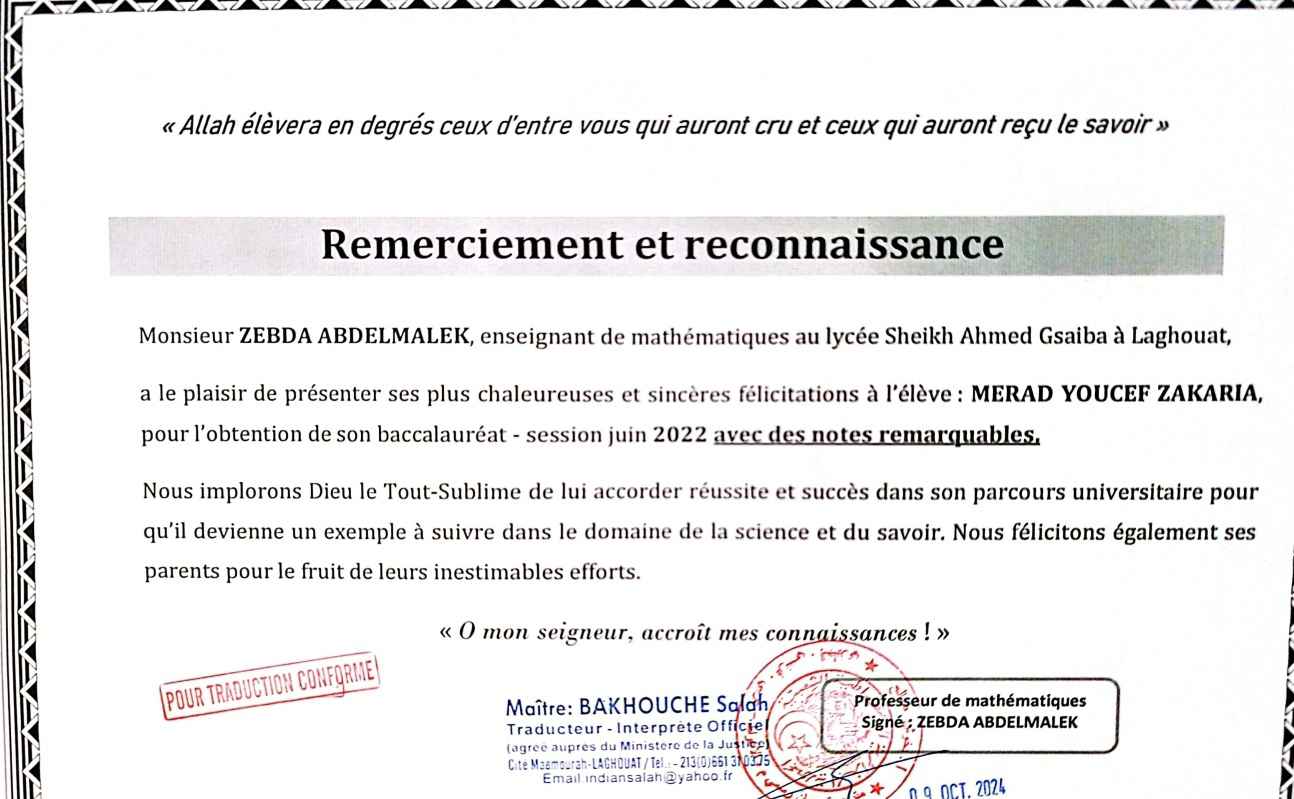 « Allah élèvera en degrés ceux d'entre vous qui auront cru et ceux qui auront reçu le savoir »
Remerciement et reconnaissance
Monsieur ZEBDA ABDELMALEK, enseignant de mathématiques au lycée Sheikh Ahmed Gsaiba à Laghouat,
a le plaisir de présenter ses plus chaleureuses et sincères félicitations à l'élève : MERAD YOUCEF ZAKARIA,
pour l'obtention de son baccalauréat - session juin 2022 avec des notes remarquables.
Nous implorons Dieu le Tout-Sublime de lui accorder réussite et succès dans son parcours universitaire pour
qu'il devienne un exemple à suivre dans le domaine de la science et du savoir. Nous félicitons également ses
parents pour le fruit de leurs inestimables efforts.
« O mon seigneur, accroît mes connaissances ! »
POUR TRADUCTION CONFORME
Maître: BAKHOUCHE Salah
Traducteur - Interprète Officiel
(agréé auprès du Ministère de la Justice)
Cité Maamourah-LAGHOUAT / Tel.: -213(0)661 31 03 75
Email indiansalah@yahoo.fr
Professeur de mathématiques
Signé : ZEBDA ABDELMALEK
09 OCT. 2024